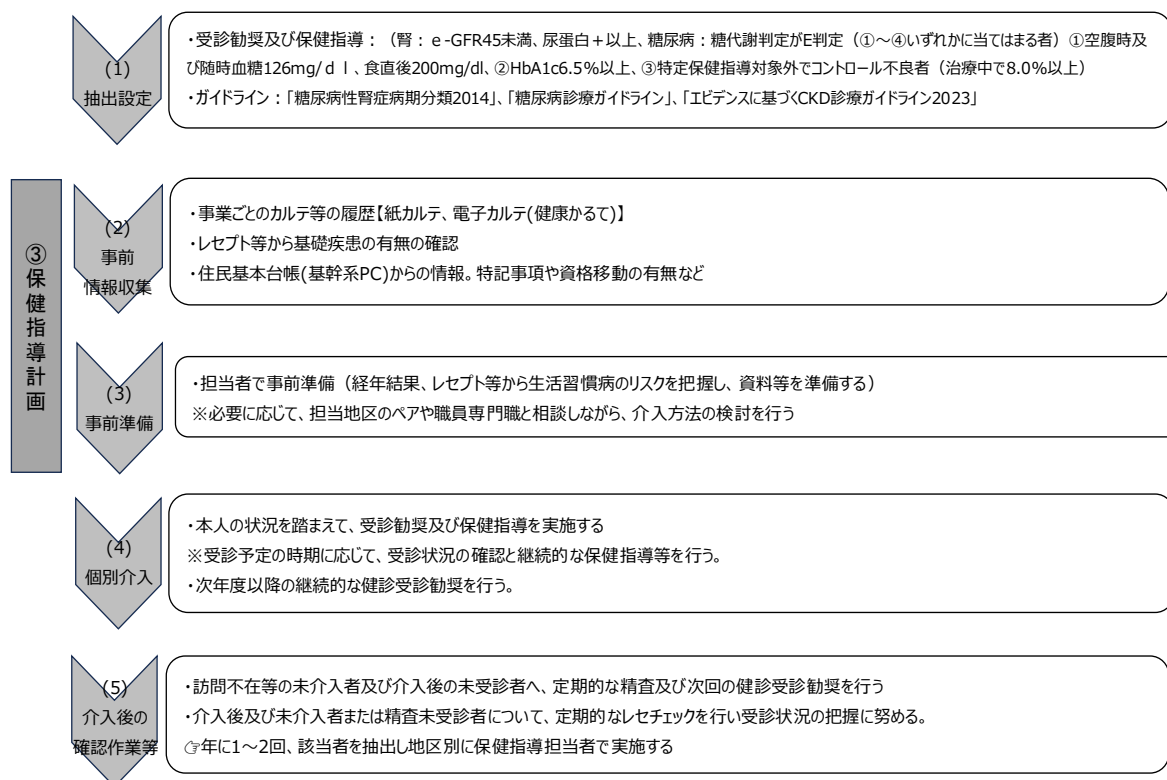 (1)
抽出設定
・受診勧奨及び保健指導：（腎：e-GFR45未満、尿蛋白＋以上、糖尿病：糖代謝判定がE判定（①～④いずれかに当てはまる者）①空腹時及
び随時血糖126mg/ｄｌ、食直後200mg/dl、②HbA1c6.5％以上、③特定保健指導対象外でコントロール不良者（治療中で8.0％以上）
・ガイドライン：「糖尿病性腎症病期分類2014」、「糖尿病診療ガイドライン」、「エビデンスに基づくCKD診療ガイドライン2023」
③保健指導計画
(2)
事前
情報収集
・事業ごとのカルテ等の履歴【紙カルテ、電子カルテ(健康かるて)】
・レセプト等から基礎疾患の有無の確認
・住民基本台帳(基幹系PC)からの情報。特記事項や資格移動の有無など
(3)
事前準備
・担当者で事前準備（経年結果、レセプト等から生活習慣病のリスクを把握し、資料等を準備する）
※必要に応じて、担当地区のペアや職員専門職と相談しながら、介入方法の検討を行う
(4)
個別介入
・本人の状況を踏まえて、受診勧奨及び保健指導を実施する
※受診予定の時期に応じて、受診状況の確認と継続的な保健指導等を行う。
・次年度以降の継続的な健診受診勧奨を行う。
(5)
介入後の
確認作業等
・訪問不在等の未介入者及び介入後の未受診者へ、定期的な精査及び次回の健診受診勧奨を行う
・介入後及び未介入者または精査未受診者について、定期的なレセチェックを行い受診状況の把握に努める。
☞年に1～2回、該当者を抽出し地区別に保健指導担当者で実施する